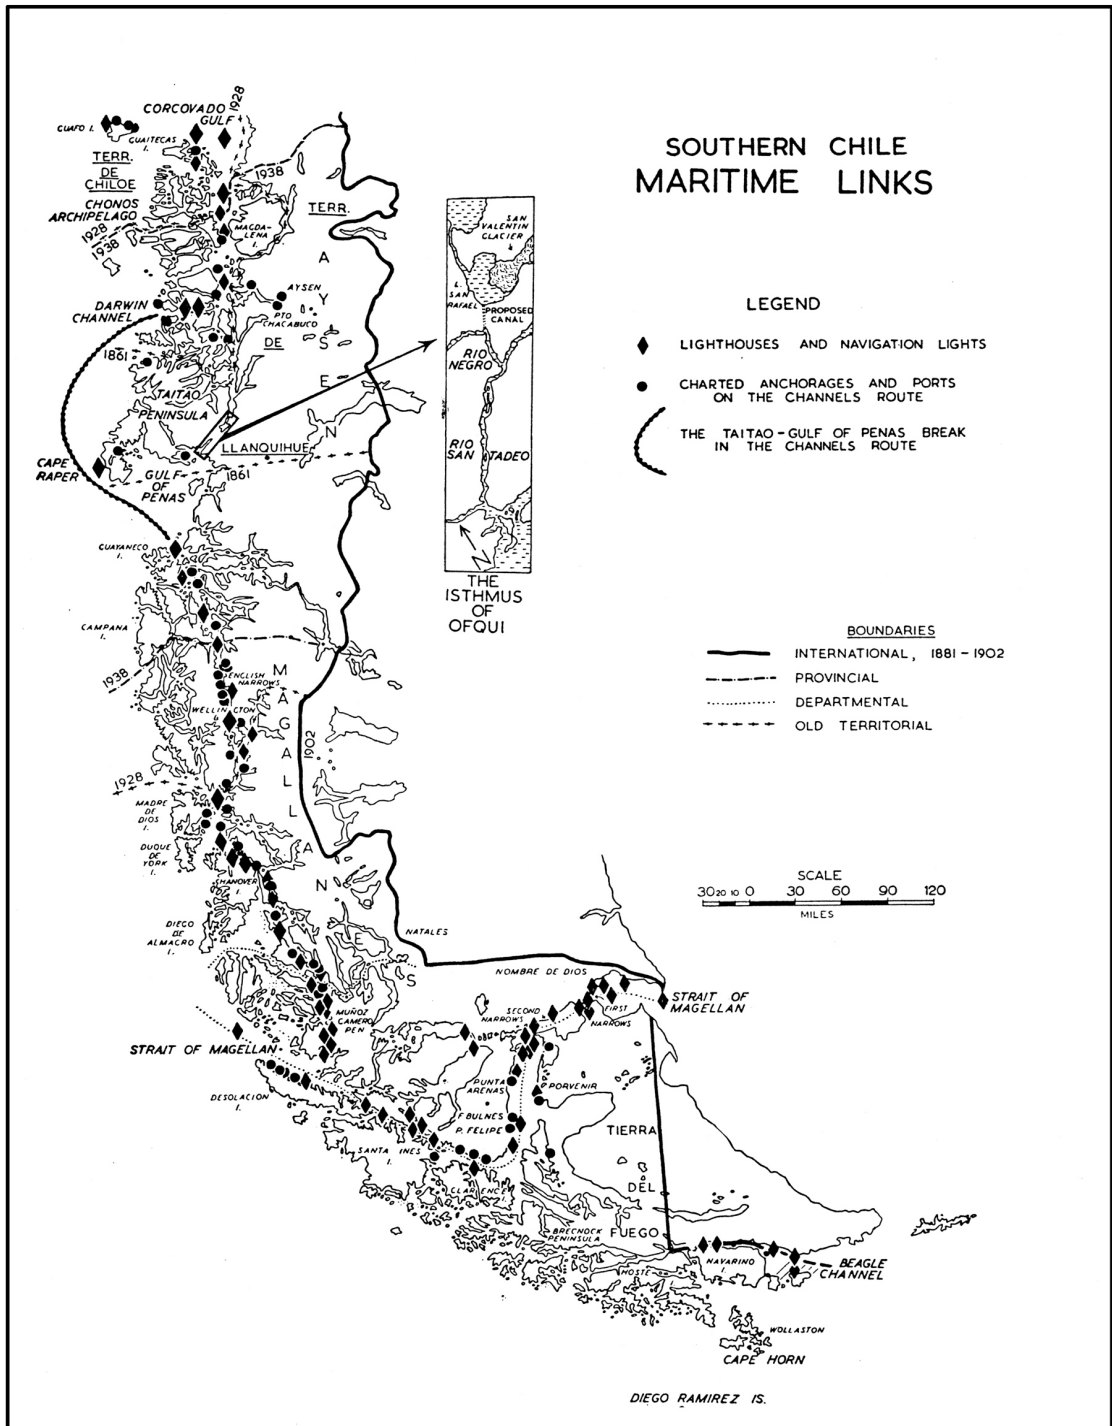 SOUTHERN CHILE
MARITIME LINKS
CORCOVADO
GULF
1928
GUAFO I.
GUAITECAS
I.
TERR.
DE
CHILOE
1938
CHONOS
ARCHIPELAGO
TERR.
1928
1938
MAGDA-
LENA
I.
A
AYSEN
Y
DARWIN
CHANNEL
PTO
CHACABUCO
DE
S
1861
E
TAITAO
PENINSULA
N
LLANQUIHUE
CAPE
RAPER
GULF
OF
PENAS
1861
SAN
VALENTIN
GLACIER
L.
SAN
RAFAEL
PROPOSED
CANAL
RIO
NEGRO
RIO
SAN
TADEO
N
THE
ISTHMUS
OF
OFQUI
LEGEND
LIGHTHOUSES AND NAVIGATION LIGHTS
CHARTED ANCHORAGES AND PORTS
ON THE CHANNELS ROUTE
THE TAITAO-GULF OF PENAS BREAK
IN THE CHANNELS ROUTE
BOUNDARIES
INTERNATIONAL, 1881-1902
PROVINCIAL
DEPARTMENTAL
OLD TERRITORIAL
SCALE
30 20 10 0 30 60 90 120
MILES
GUAYANECO
I.
CAMPANA
I.
1938
ENGLISH
NARROWS
M
A
G
A
L
L
A
N
E
S
WELLINGTON
I.
1902
1928
MADRE
DE
DIOS
I.
DUQUE
DE
YORK
I.
HANOVER
I.
DIEGO
DE
ALMAGRO
I.
NATALES
NOMBRE DE DIOS
STRAIT OF
MAGELLAN
FIRST
NARROWS
SECOND
NARROWS
MUÑOZ
GAMERO
PEN
STRAIT OF MAGELLAN
DESOLACION
I.
PUNTA
ARENAS
PORVENIR
F. BULNES
P. FELIPE
TIERRA
DEL
FUEGO
SANTA INES
I.
CLARENCE
I.
BRECNOCK
PENINSULA
HOSTE
NAVARINO
I.
BEAGLE
CHANNEL
WOLLASTON
CAPE HORN
DIEGO RAMIREZ IS.